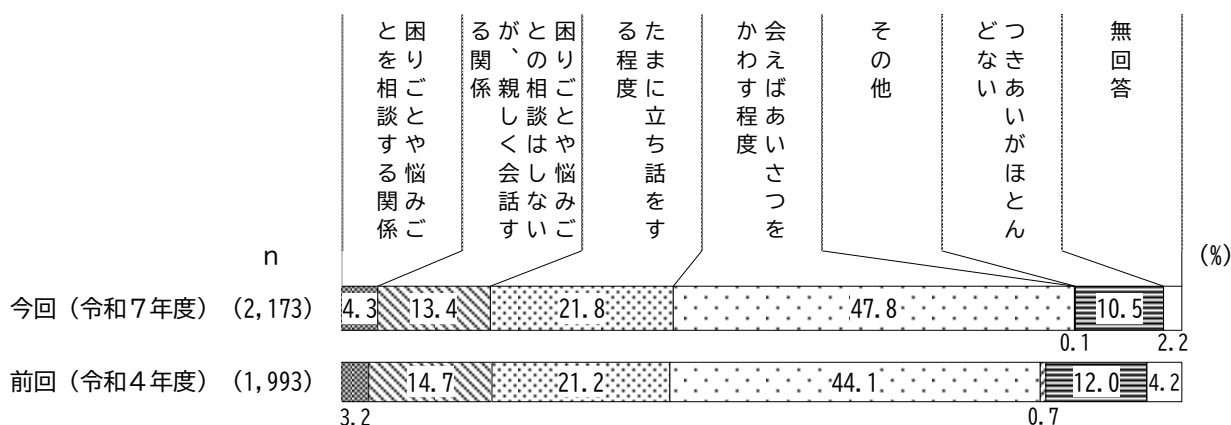 困りごとや悩みご
とを相談する関係
困りごとや悩みご
との相談はしない
が、親しく会話す
る関係
たまに立ち話をす
る程度
会えばあいさつを
かわす程度
その他
つきあいがほとん
どない
無回答
n
(%)
今回（令和７年度） (2,173) 4.3 13.4 21.8 47.8 10.5
0.1 2.2
前回（令和４年度） (1,993) 14.7 21.2 44.1 12.0 4.2
3.2 0.7